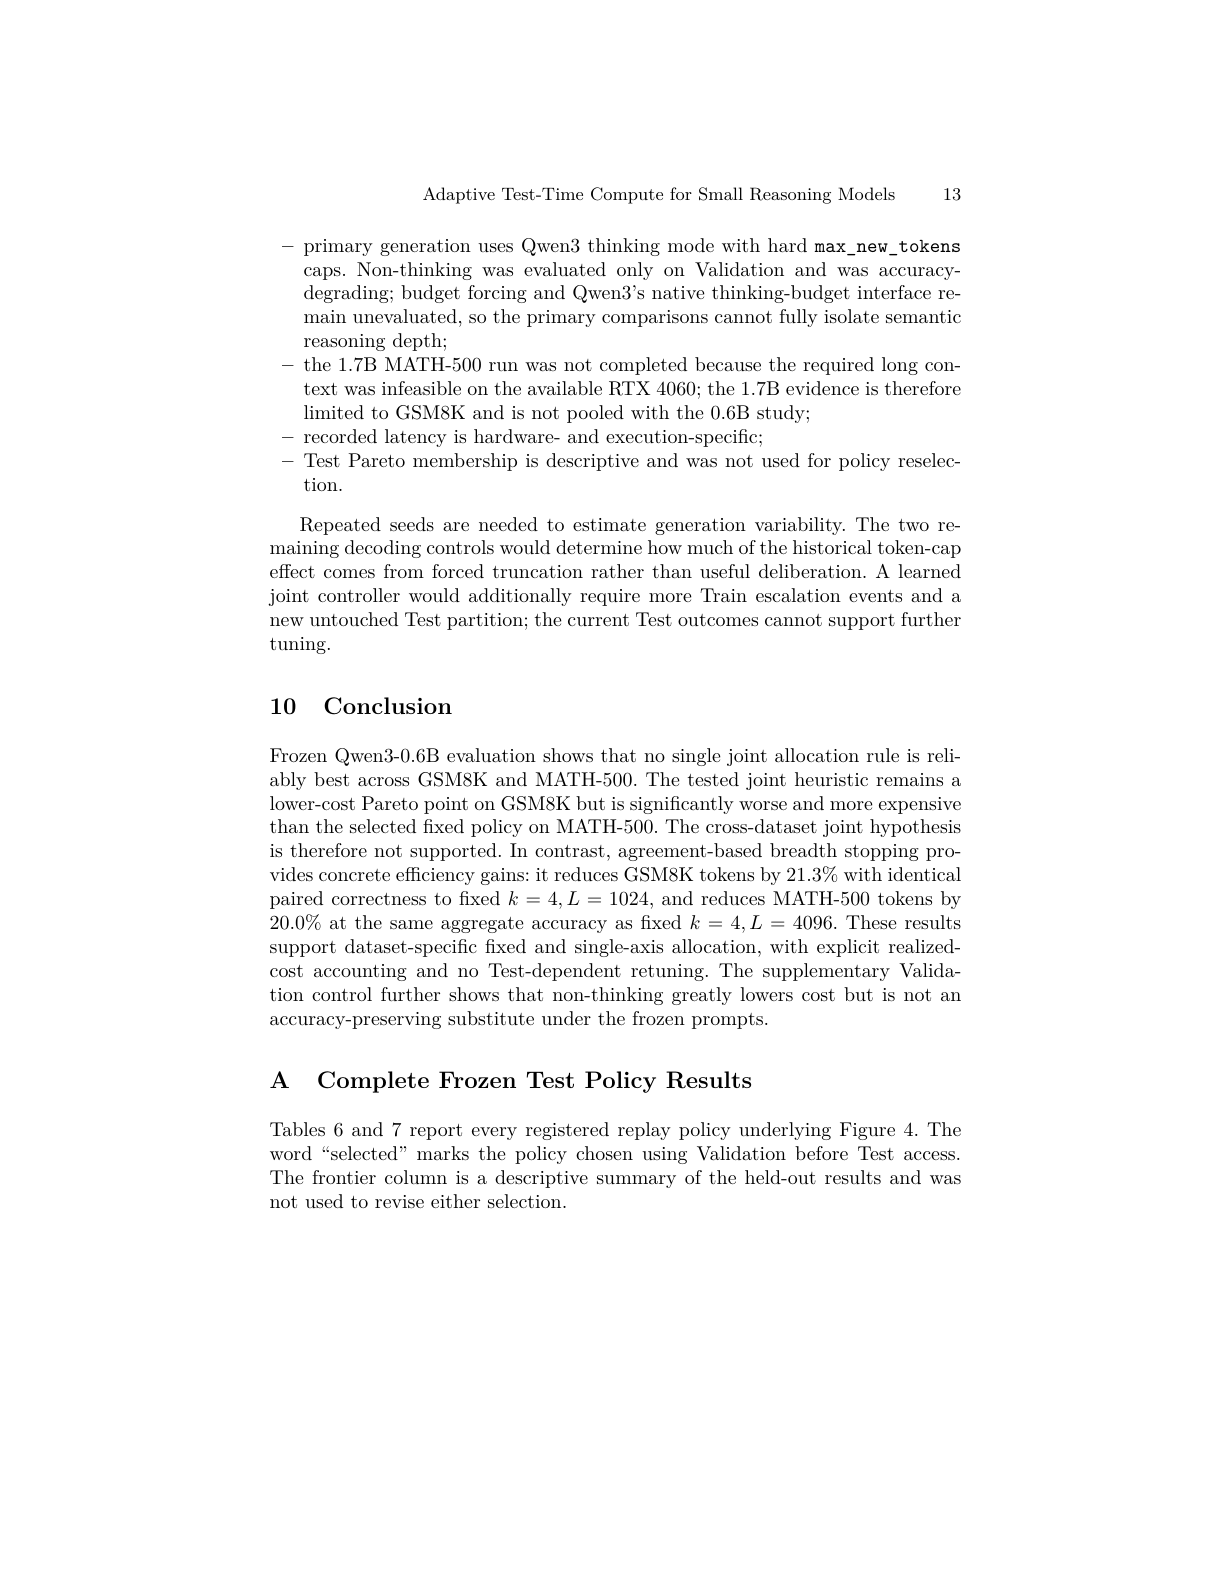 Adaptive Test-Time Compute for Small Reasoning Models 13
– primary generation uses Qwen3 thinking mode with hard max_new_tokens
caps. Non-thinking was evaluated only on Validation and was accuracy-
degrading; budget forcing and Qwen3's native thinking-budget interface re-
main unevaluated, so the primary comparisons cannot fully isolate semantic
reasoning depth;
– the 1.7B MATH-500 run was not completed because the required long con-
text was infeasible on the available RTX 4060; the 1.7B evidence is therefore
limited to GSM8K and is not pooled with the 0.6B study;
– recorded latency is hardware- and execution-specific;
– Test Pareto membership is descriptive and was not used for policy reselec-
tion.
Repeated seeds are needed to estimate generation variability. The two re-
maining decoding controls would determine how much of the historical token-cap
effect comes from forced truncation rather than useful deliberation. A learned
joint controller would additionally require more Train escalation events and a
new untouched Test partition; the current Test outcomes cannot support further
tuning.
10 Conclusion
Frozen Qwen3-0.6B evaluation shows that no single joint allocation rule is reli-
ably best across GSM8K and MATH-500. The tested joint heuristic remains a
lower-cost Pareto point on GSM8K but is significantly worse and more expensive
than the selected fixed policy on MATH-500. The cross-dataset joint hypothesis
is therefore not supported. In contrast, agreement-based breadth stopping pro-
vides concrete efficiency gains: it reduces GSM8K tokens by 21.3% with identical
paired correctness to fixed k = 4, L = 1024, and reduces MATH-500 tokens by
20.0% at the same aggregate accuracy as fixed k = 4, L = 4096. These results
support dataset-specific fixed and single-axis allocation, with explicit realized-
cost accounting and no Test-dependent retuning. The supplementary Valida-
tion control further shows that non-thinking greatly lowers cost but is not an
accuracy-preserving substitute under the frozen prompts.
A Complete Frozen Test Policy Results
Tables 6 and 7 report every registered replay policy underlying Figure 4. The
word “selected” marks the policy chosen using Validation before Test access.
The frontier column is a descriptive summary of the held-out results and was
not used to revise either selection.